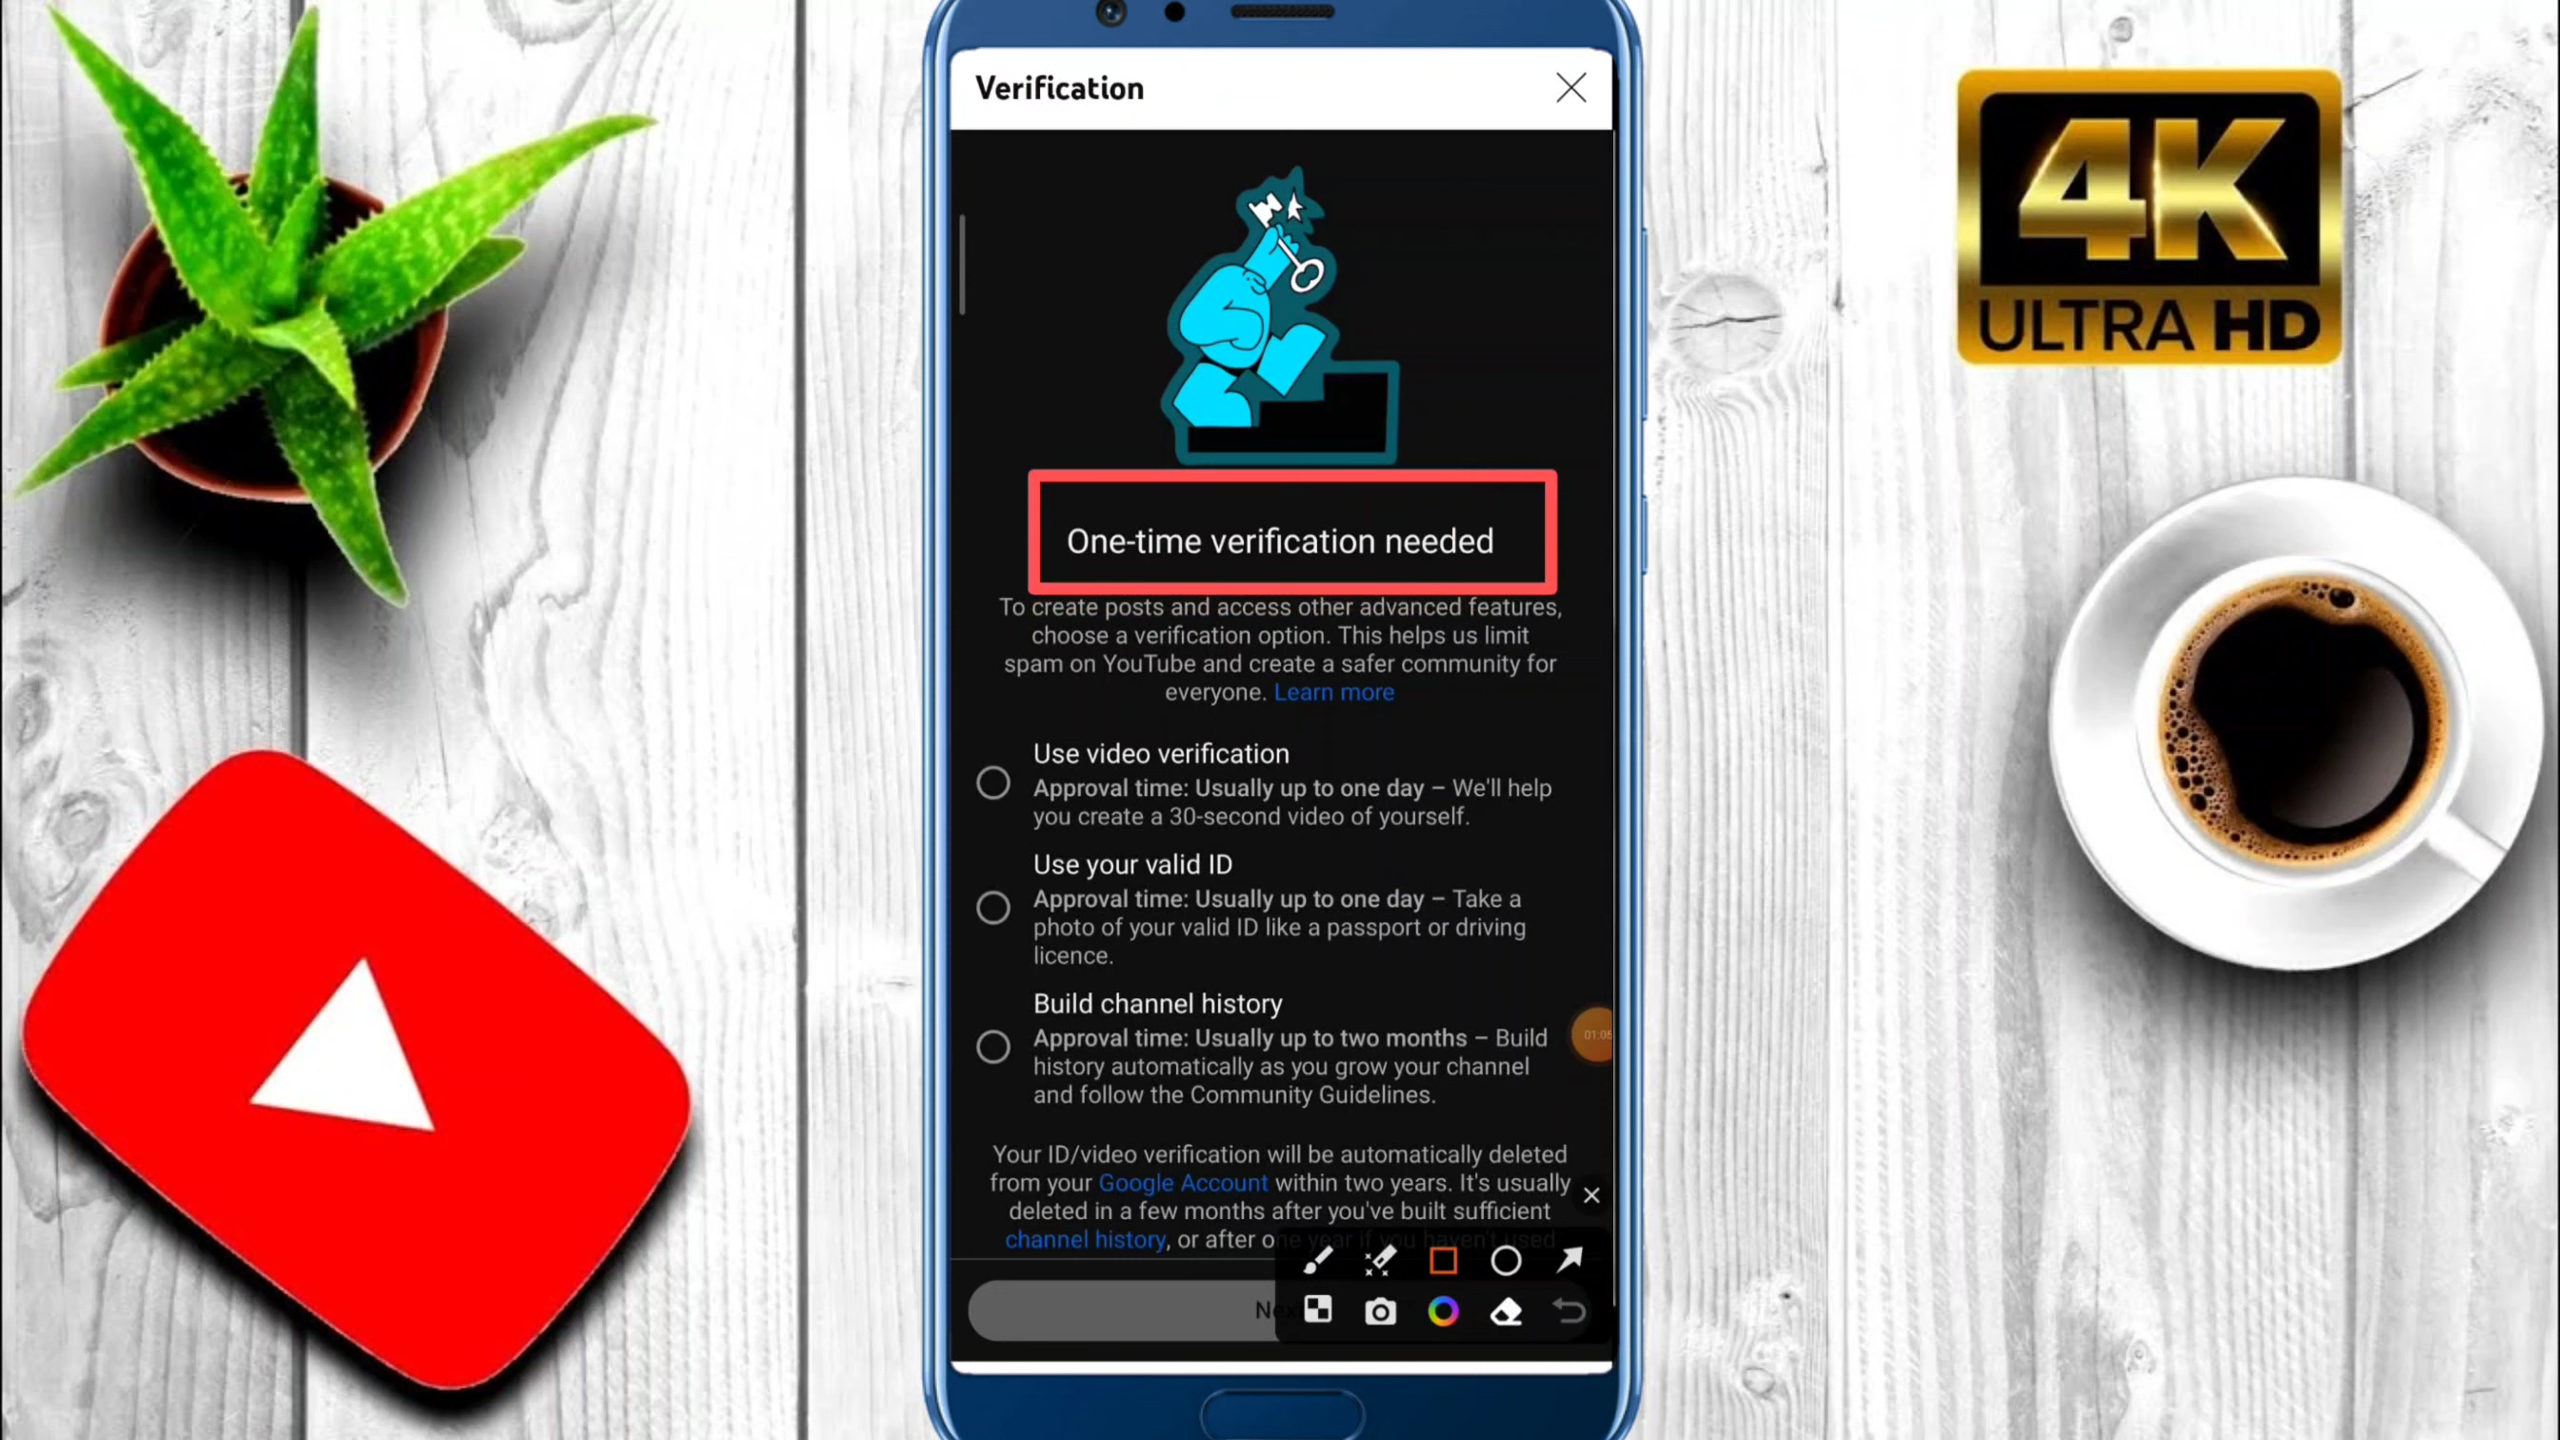 Verification
4K
ULTRA HD
One-time verification needed
To create posts and access other advanced features,
choose a verification option. This helps us limit
spam on YouTube and create a safer community for
everyone. Learn more
Use video verification
Approval time: Usually up to one day – We'll help
you create a 30-second video of yourself.
Use your valid ID
Approval time: Usually up to one day – Take a
photo of your valid ID like a passport or driving
licence.
Build channel history
Approval time: Usually up to two months – Build
history automatically as you grow your channel
and follow the Community Guidelines.
Your ID/video verification will be automatically deleted
from your Google Account within two years. It's usually
deleted in a few months after you've built sufficient
channel history, or after one year if you haven't used